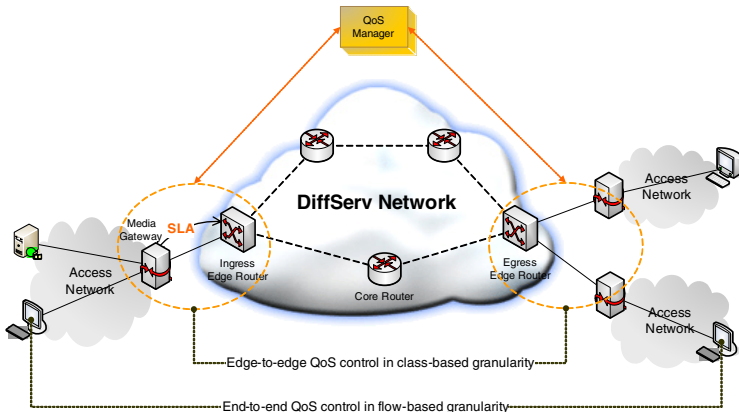 QoS
Manager
DiffServ Network
Media
Gateway
SLA
Ingress
Edge Router
Access
Network
Core Router
Egress
Edge Router
Access
Network
Access
Network
Edge-to-edge QoS control in class-based granularity
End-to-end QoS control in flow-based granularity